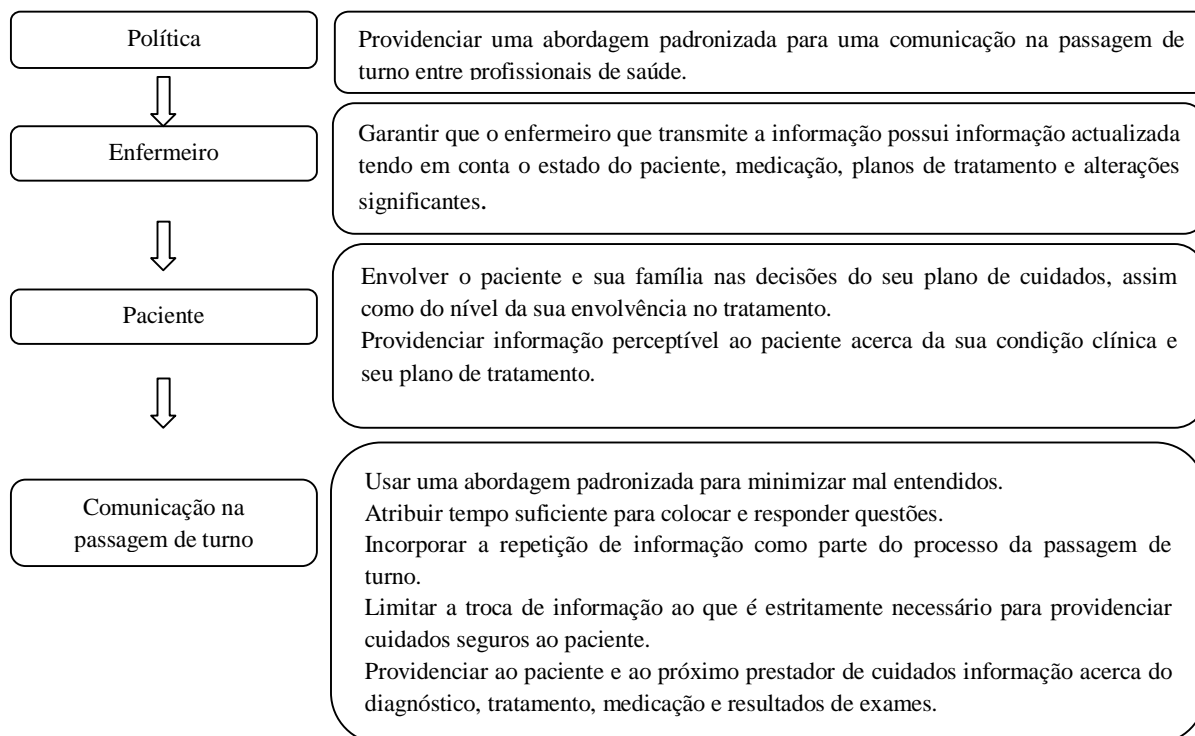 Política
Providenciar uma abordagem padronizada para uma comunicação na passagem de
turno entre profissionais de saúde.
Enfermeiro
Garantir que o enfermeiro que transmite a informação possui informação actualizada
tendo em conta o estado do paciente, medicação, planos de tratamento e alterações
significantes.
Paciente
Envolver o paciente e sua família nas decisões do seu plano de cuidados, assim
como do nível da sua envolvência no tratamento.
Providenciar informação perceptível ao paciente acerca da sua condição clínica e
seu plano de tratamento.
Comunicação na
passagem de turno
Usar uma abordagem padronizada para minimizar mal entendidos.
Atribuir tempo suficiente para colocar e responder questões.
Incorporar a repetição de informação como parte do processo da passagem de
turno.
Limitar a troca de informação ao que é estritamente necessário para providenciar
cuidados seguros ao paciente.
Providenciar ao paciente e ao próximo prestador de cuidados informação acerca do
diagnóstico, tratamento, medicação e resultados de exames.